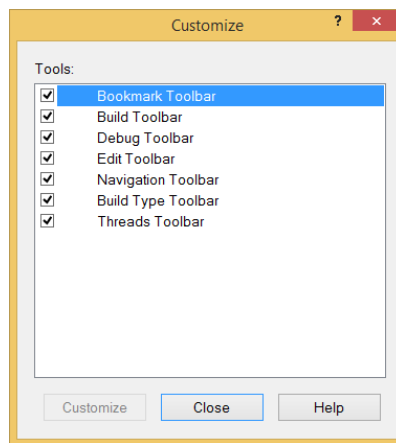 Customize
?
Tools:
Bookmark Toolbar
Build Toolbar
Debug Toolbar
Edit Toolbar
Navigation Toolbar
Build Type Toolbar
Threads Toolbar
Customize Close Help